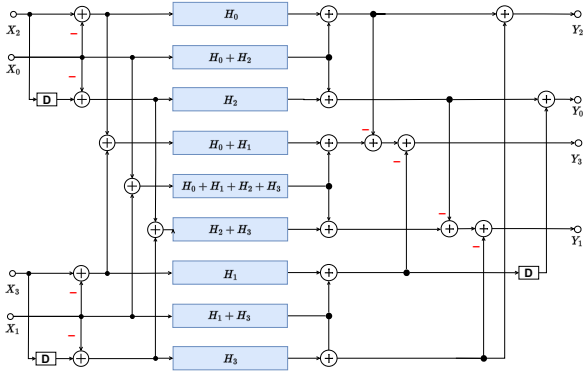 X₂ − H₀ Y₂
X₀ − H₀ + H₂
D H₂ Y₀
H₀ + H₁ − − Y₃
H₀ + H₁ + H₂ + H₃
H₂ + H₃ − − Y₁
X₃ − H₁ D
X₁ − H₁ + H₃
D H₃